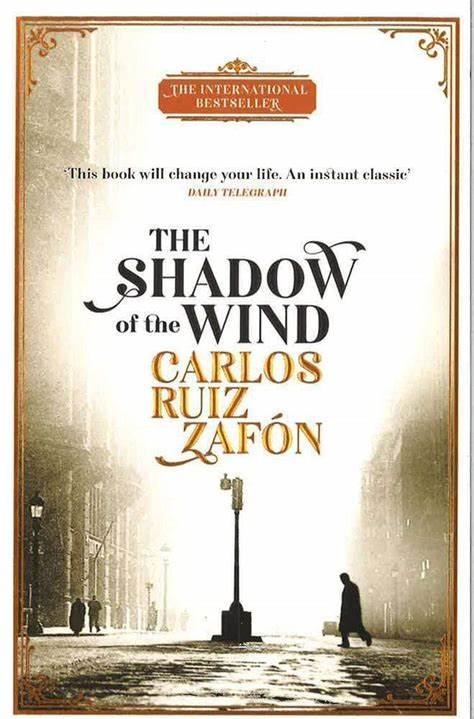 THE INTERNATIONAL
BESTSELLER
‘This book will change your life. An instant classic’
DAILY TELEGRAPH
THE
SHADOW
of the WIND
CARLOS
RUIZ
ZAFÓN